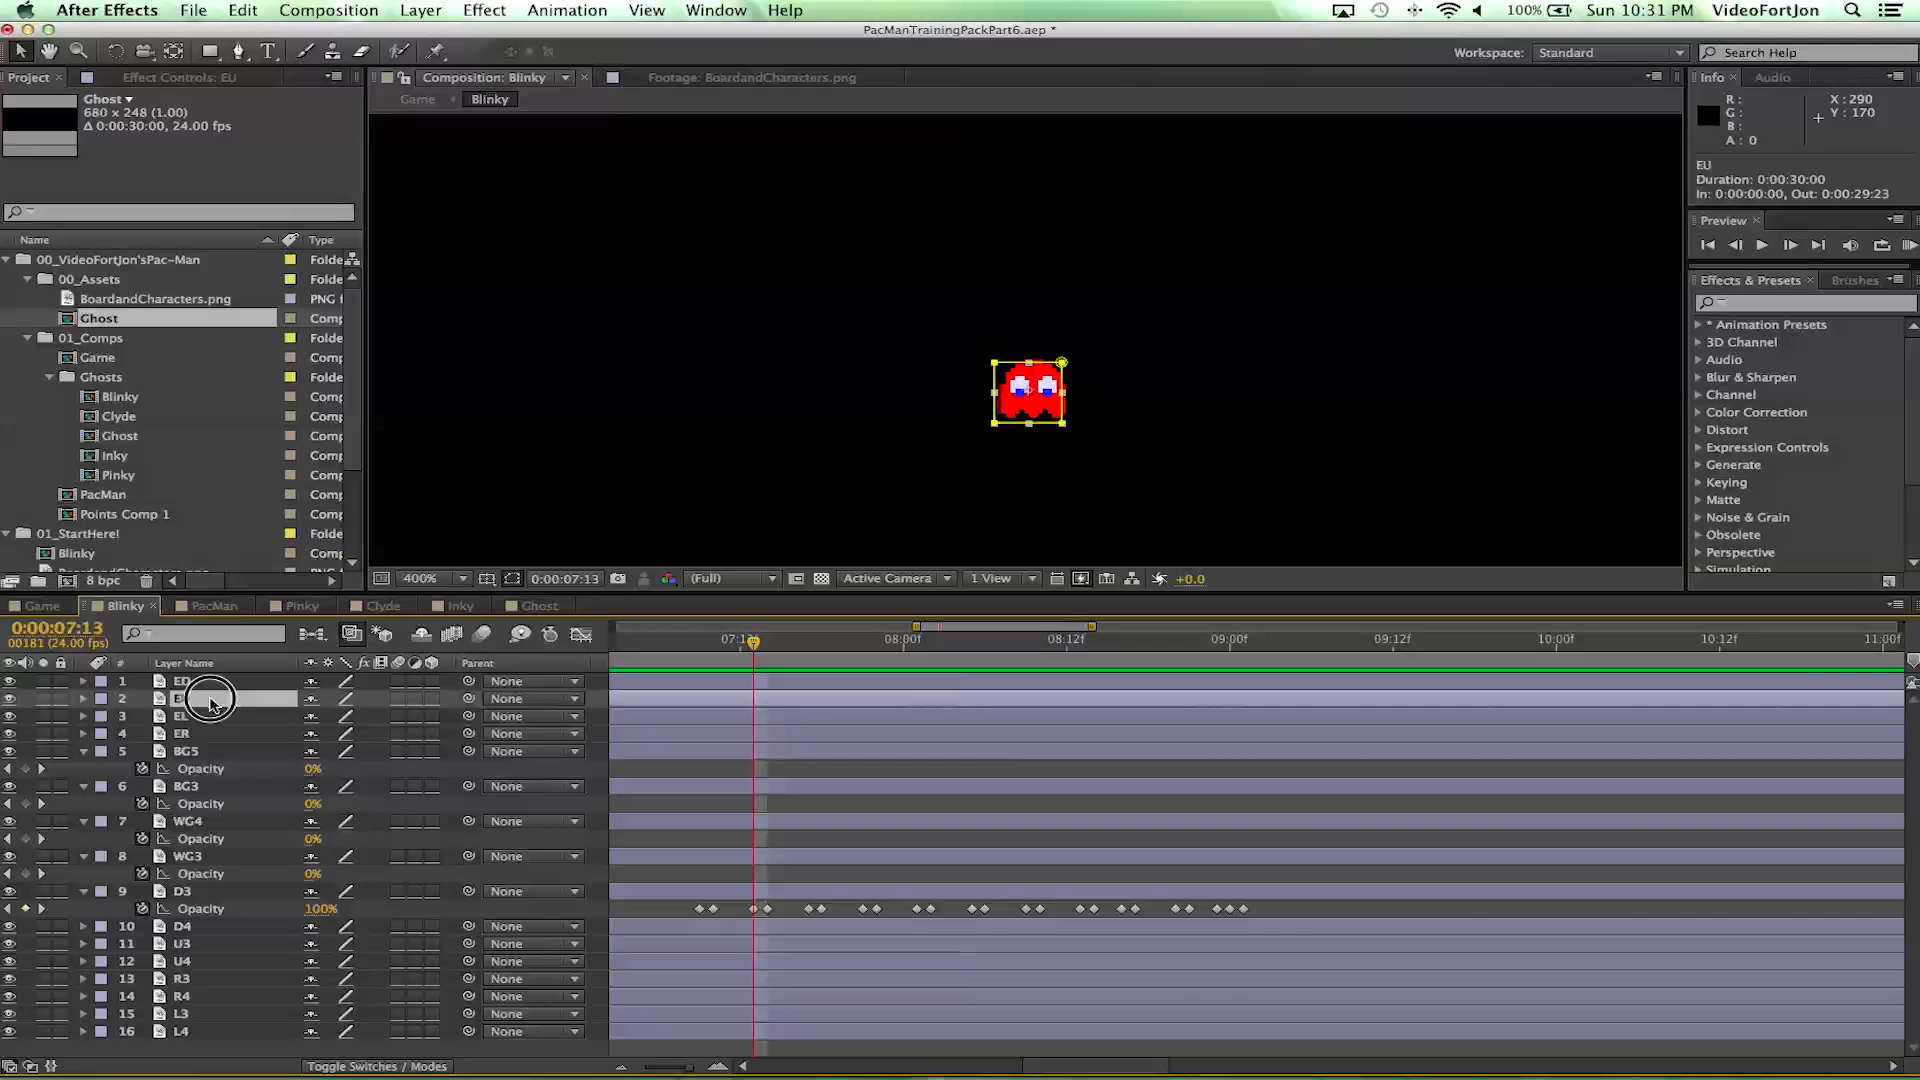 After Effects File Edit Composition Layer Effect Animation View Window Help 100% Sun 10:31 PM VideoFortJon
PacManTrainingPackPart6.aep *
Workspace: Standard Search Help
Project Effect Controls: EU Composition: Blinky Footage: BoardandCharacters.png Info Audio
Game Blinky
Ghost
680 x 248 (1.00)
Δ 0:00:30:00, 24.00 fps
R :
G :
B :
A : 0
X : 290
Y : 170
EU
Duration: 0:00:30:00
In: 0:00:00:00, Out: 0:00:29:23
Preview
Effects & Presets Brushes
* Animation Presets
3D Channel
Audio
Blur & Sharpen
Channel
Color Correction
Distort
Expression Controls
Generate
Keying
Matte
Noise & Grain
Obsolete
Perspective
Simulation
Name Type
00_VideoFortJon'sPac-Man Folde
00_Assets Folde
BoardandCharacters.png PNG f
Ghost Comp
01_Comps Folde
Game Comp
Ghosts Folde
Blinky Comp
Clyde Comp
Ghost Comp
Inky Comp
Pinky Comp
PacMan Comp
Points Comp 1 Comp
01_StartHere! Folde
Blinky Comp
8 bpc
400% 0:00:07:13 (Full) Active Camera 1 View +0.0
Game Blinky PacMan Pinky Clyde Inky Ghost
0:00:07:13
00181 (24.00 fps)
08:00f 08:12f 09:00f 09:12f 10:00f 10:12f 11:00f
# Layer Name fx Parent
1 ED None
2 None
3 EL None
4 ER None
5 BG5 None
Opacity 0%
6 BG3 None
Opacity 0%
7 WG4 None
Opacity 0%
8 WG3 None
Opacity 0%
9 D3 None
Opacity 100%
10 D4 None
11 U3 None
12 U4 None
13 R3 None
14 R4 None
15 L3 None
16 L4 None
Toggle Switches / Modes